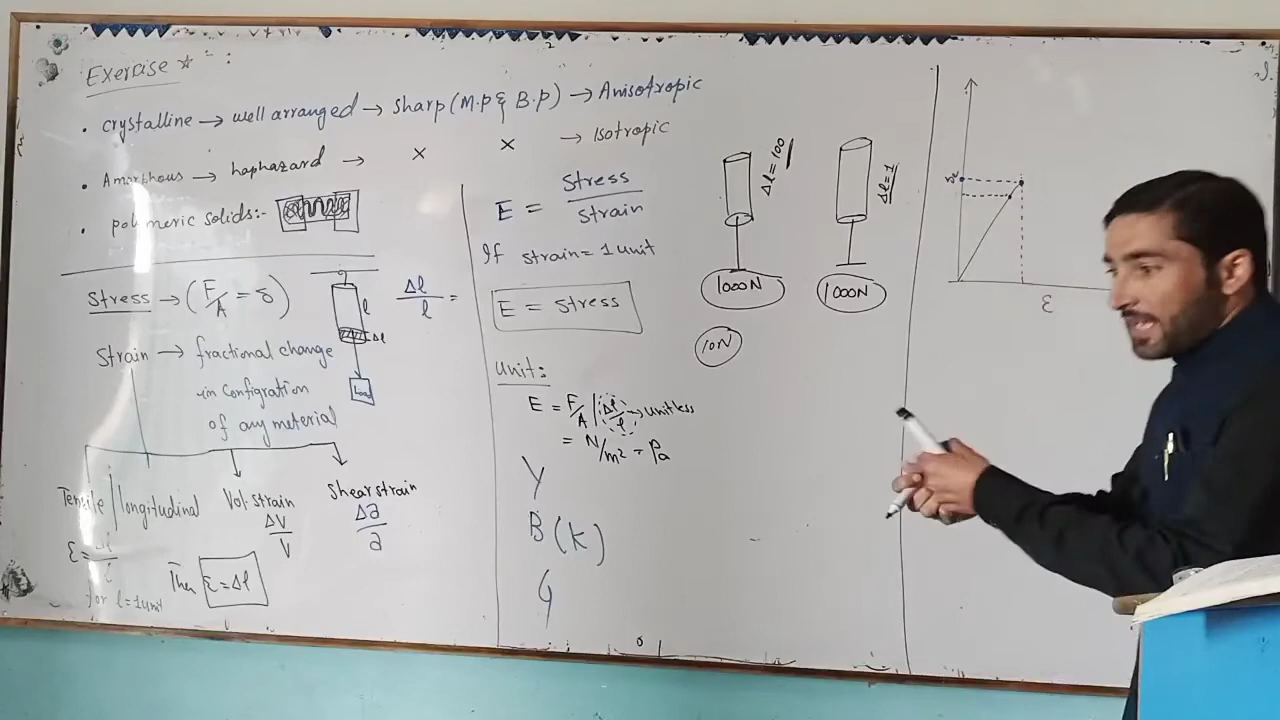 Exercise * :
. crystalline → well arranged → sharp (M.p & B.p) → Anisotropic
. Amorphous → haphazard → × × → Isotropic
. polymeric solids:-
Stress → (F/A = δ)
l
Δl
Load
Δl/l =
Strain → fractional change
in configration
of any meterial
Tensile / longitudinal
Vol. strain
ΔV/V
Shear strain
Δa/a
for l = 1 unit
Then ε = Δl
E = Stress/strain
If strain = 1 unit
E = Stress
Unit:
E = F/A | Δl/l → unitless
= N/m² = Pa
Y
B (K)
G
Δl = 100
1000N
Δl = 1
1000N
10N
ε